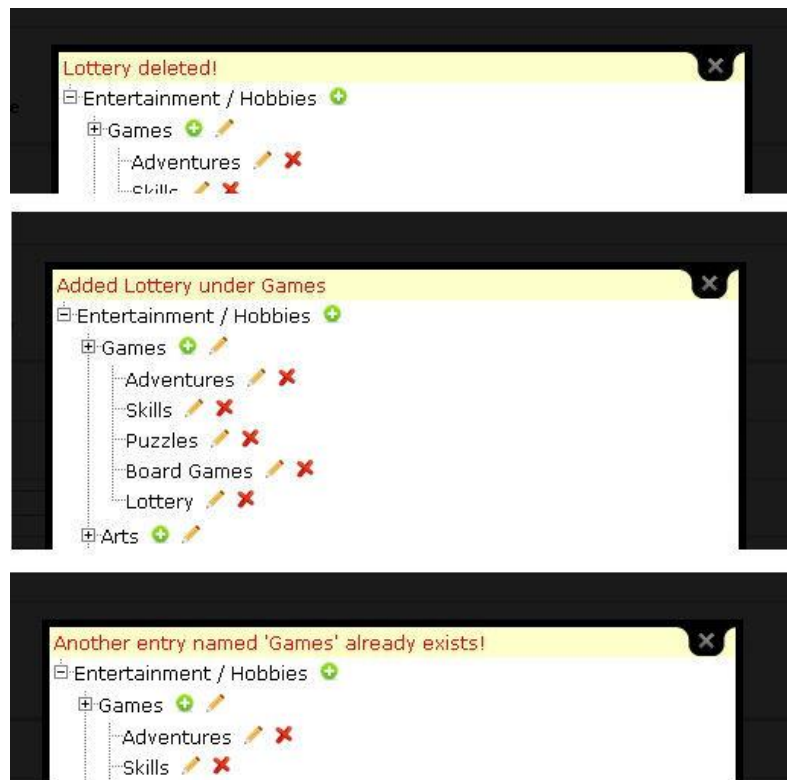 Lottery deleted!
Entertainment / Hobbies
Games
Adventures
Skills
Added Lottery under Games
Entertainment / Hobbies
Games
Adventures
Skills
Puzzles
Board Games
Lottery
Arts
Another entry named 'Games' already exists!
Entertainment / Hobbies
Games
Adventures
Skills